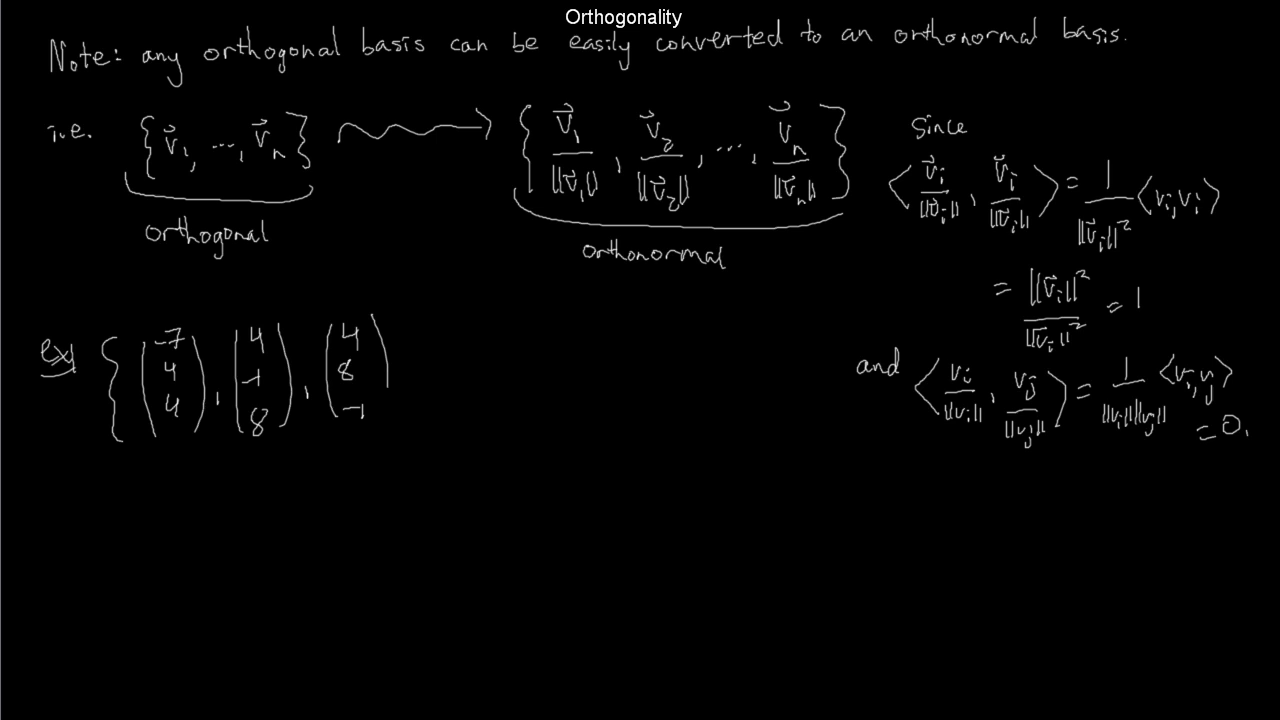 Orthogonality
Note: any orthogonal basis can be easily converted to an orthonormal basis.
i.e. {v⃗₁, ..., v⃗ₙ} ⟿ { v⃗₁/||v⃗₁||, v⃗₂/||v⃗₂||, ..., v⃗ₙ/||v⃗ₙ|| }
orthogonal
orthonormal
Since
⟨ v⃗ᵢ/||v⃗ᵢ||, v⃗ᵢ/||v⃗ᵢ|| ⟩ = 1/||v⃗ᵢ||² ⟨vᵢ, vᵢ⟩
= ||v⃗ᵢ||²/||v⃗ᵢ||² = 1
and ⟨ vᵢ/||vᵢ||, vⱼ/||vⱼ|| ⟩ = 1/||vᵢ||||vⱼ|| ⟨vᵢ, vⱼ⟩
= 0.
ex) { (-7 4 4), (4 -1 8), (4 8 -1)